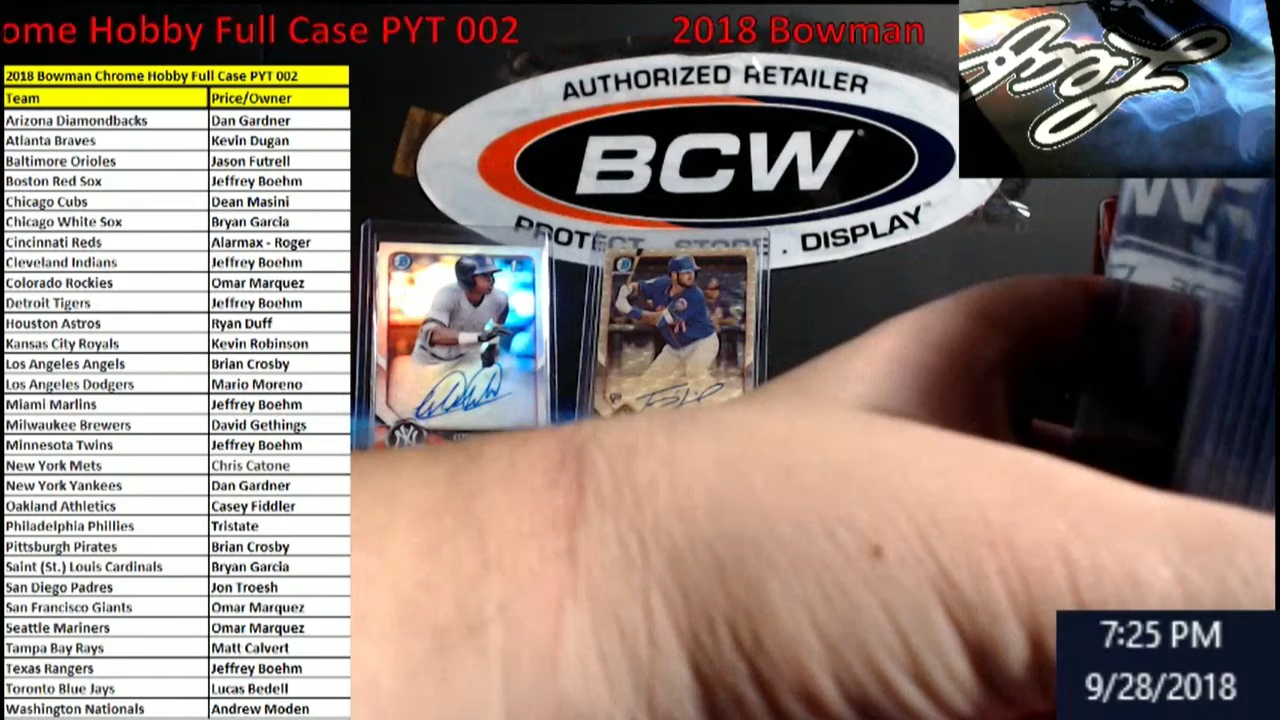 ome Hobby Full Case PYT 002 2018 Bowman
2018 Bowman Chrome Hobby Full Case PYT 002
Team Price/Owner
Arizona Diamondbacks Dan Gardner
Atlanta Braves Kevin Dugan
Baltimore Orioles Jason Futrell
Boston Red Sox Jeffrey Boehm
Chicago Cubs Dean Masini
Chicago White Sox Bryan Garcia
Cincinnati Reds Alarmax - Roger
Cleveland Indians Jeffrey Boehm
Colorado Rockies Omar Marquez
Detroit Tigers Jeffrey Boehm
Houston Astros Ryan Duff
Kansas City Royals Kevin Robinson
Los Angeles Angels Brian Crosby
Los Angeles Dodgers Mario Moreno
Miami Marlins Jeffrey Boehm
Milwaukee Brewers David Gethings
Minnesota Twins Jeffrey Boehm
New York Mets Chris Catone
New York Yankees Dan Gardner
Oakland Athletics Casey Fiddler
Philadelphia Phillies Tristate
Pittsburgh Pirates Brian Crosby
Saint (St.) Louis Cardinals Bryan Garcia
San Diego Padres Jon Troesh
San Francisco Giants Omar Marquez
Seattle Mariners Omar Marquez
Tampa Bay Rays Matt Calvert
Texas Rangers Jeffrey Boehm
Toronto Blue Jays Lucas Bedell
Washington Nationals Andrew Moden
AUTHORIZED RETAILER
BCW
PROTECT . STORE . DISPLAY™
Leaf
7:25 PM
9/28/2018